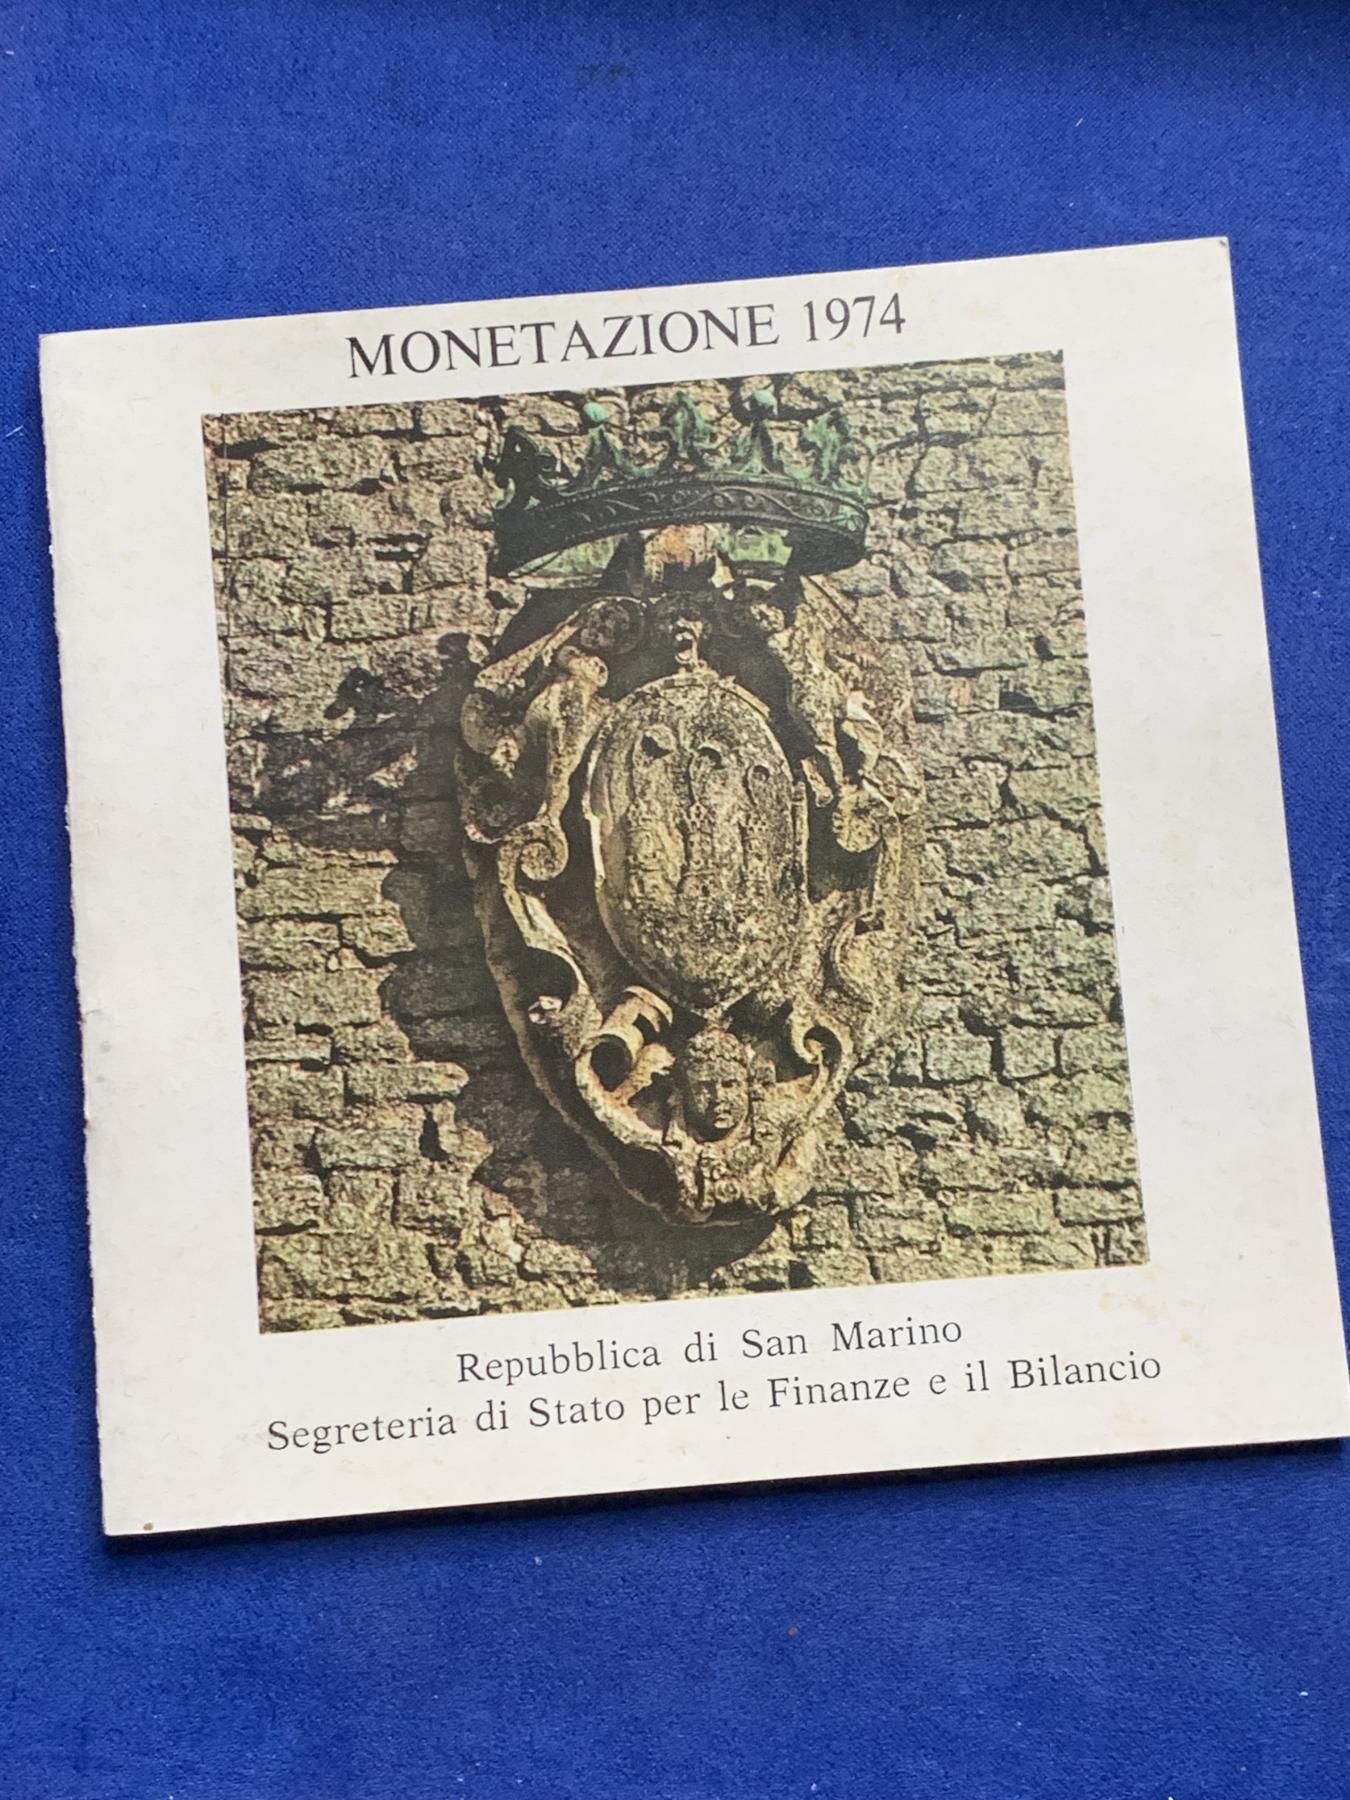 MONETAZIONE 1974
Repubblica di San Marino
Segreteria di Stato per le Finanze e il Bilancio